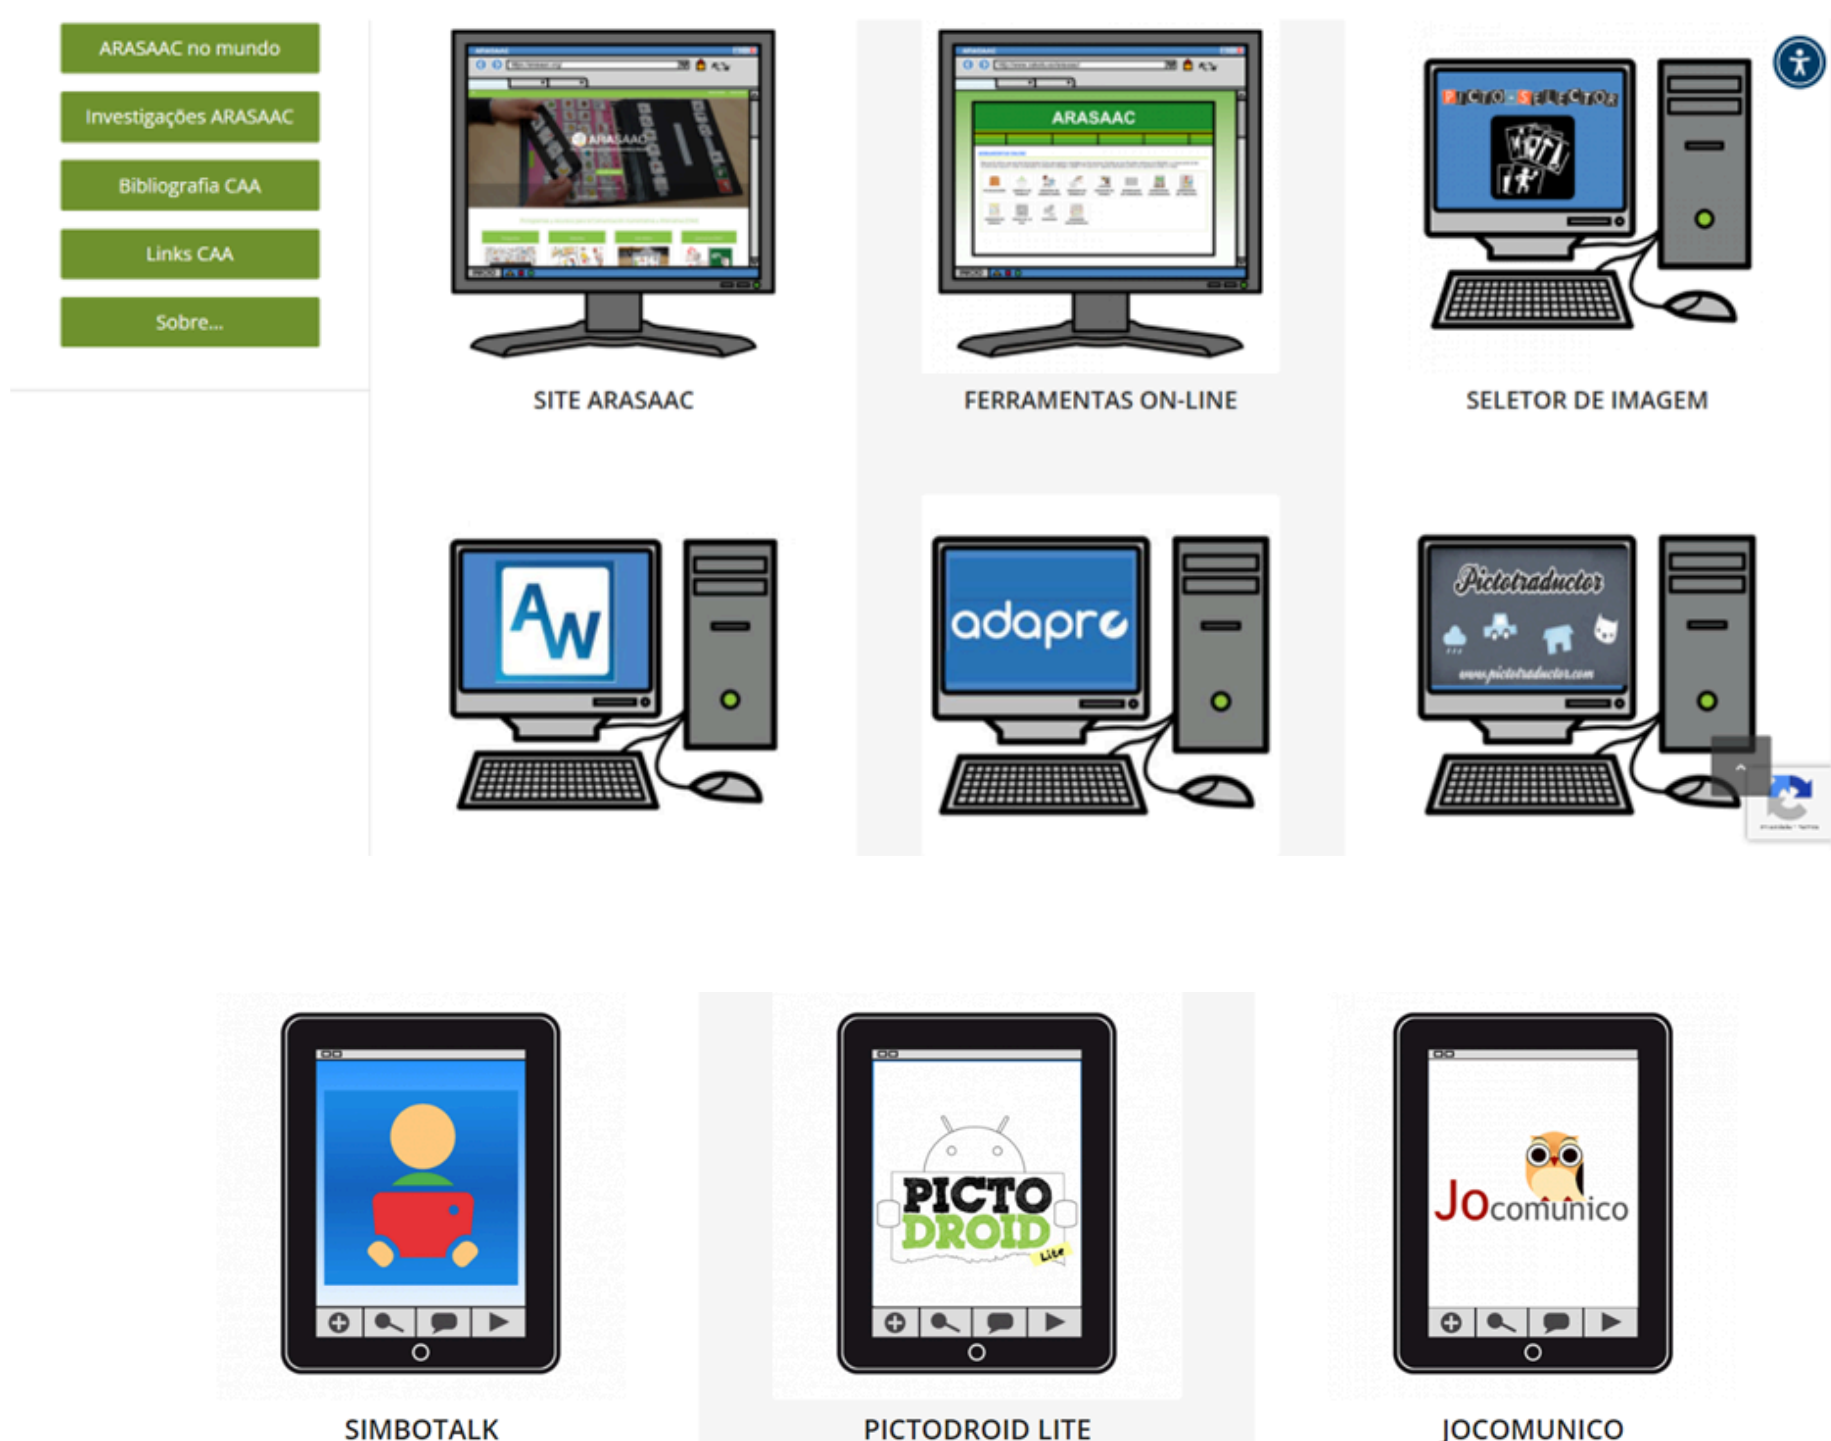 ARASAAC no mundo
Investigações ARASAAC
Bibliografia CAA
Links CAA
Sobre...
ARASAAC
ARASAAC
SITE ARASAAC
ARASAAC
FERRAMENTAS ON-LINE
PICTO-SELECTOR
SELETOR DE IMAGEM
AW
adapro
Pictotraductor
www.pictotraductor.com
SIMBOTALK
PICTO
DROID
Lite
PICTODROID LITE
Jocomunico
JOCOMUNICO